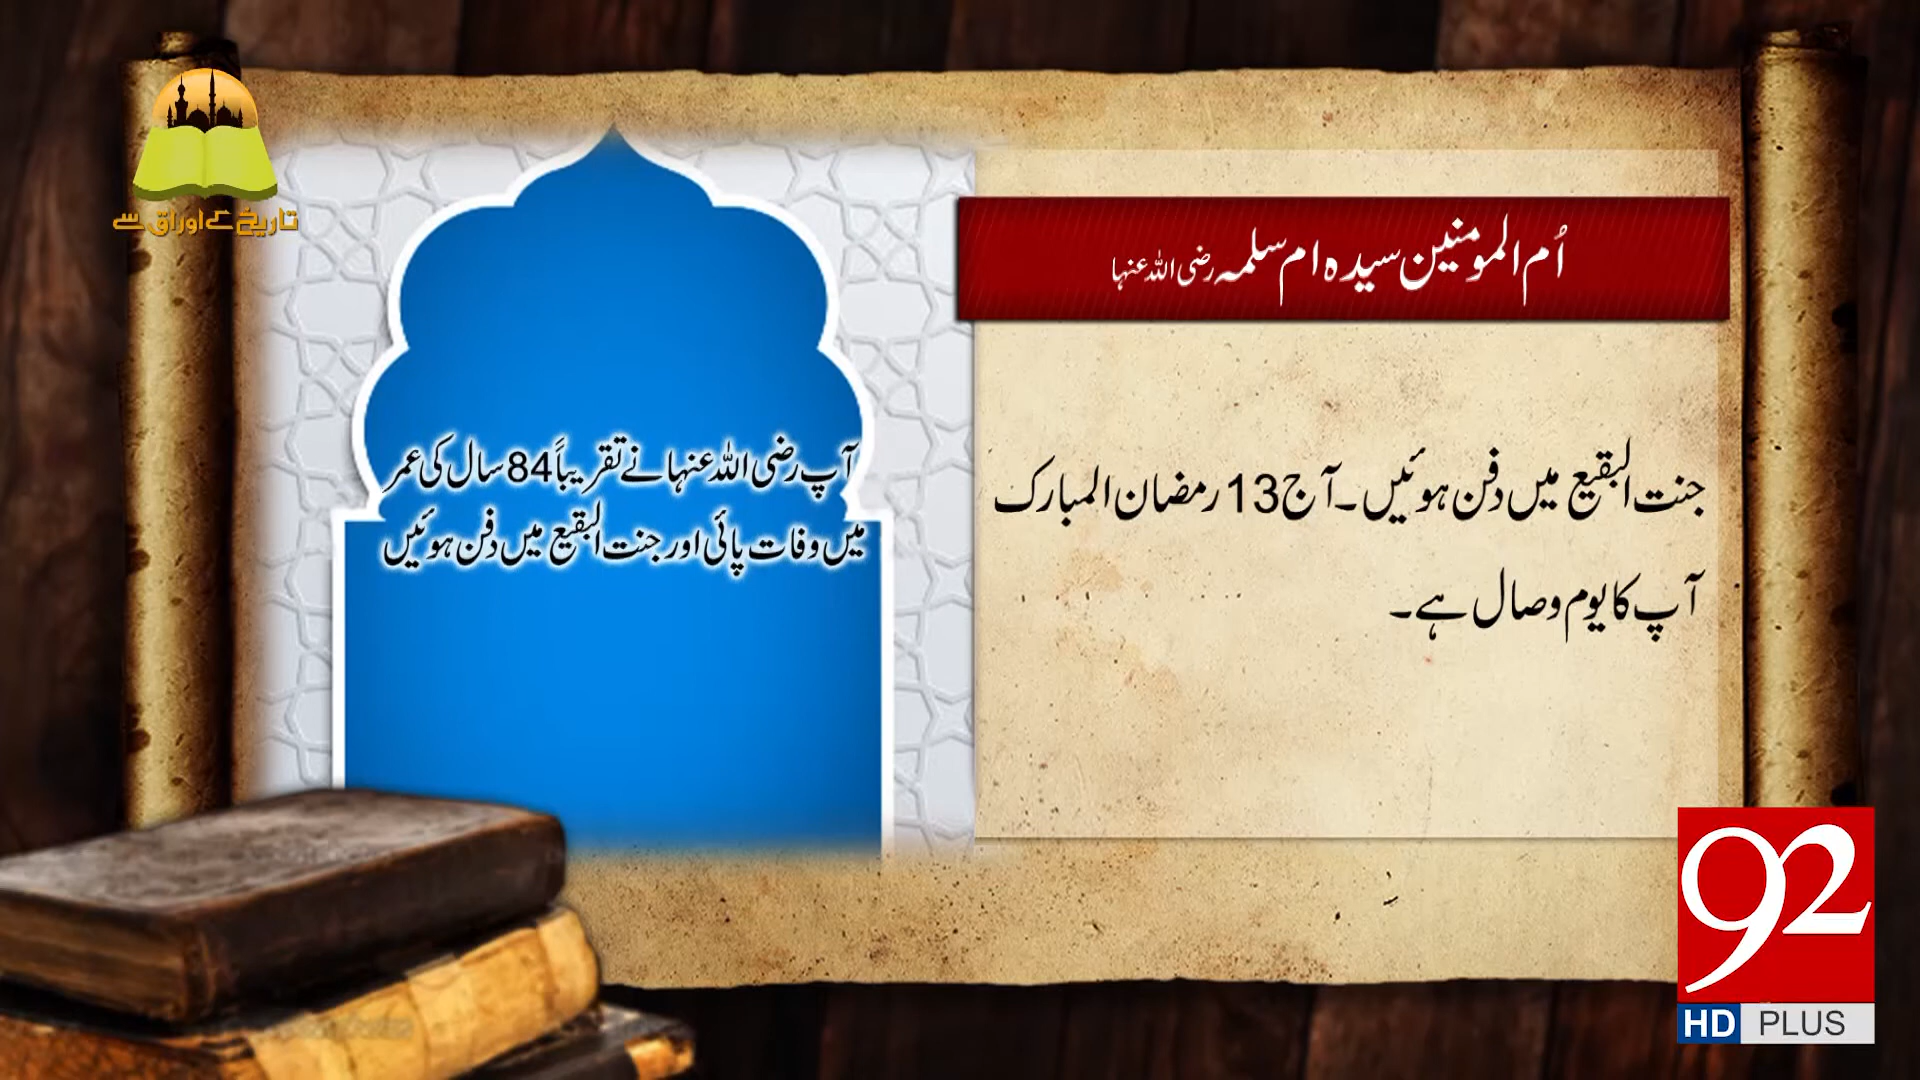 تاریخ کے اوراق سے
اُم المومنین سیدہ ام سلمہ رضی اللہ عنہا
جنت البقیع میں دفن ہوئیں۔ آج 13 رمضان المبارک
آپ کا یوم وصال ہے۔
آپ رضی اللہ عنہا نے تقریباً 84 سال کی عمر
میں وفات پائی اور جنت البقیع میں دفن ہوئیں
92
HD PLUS